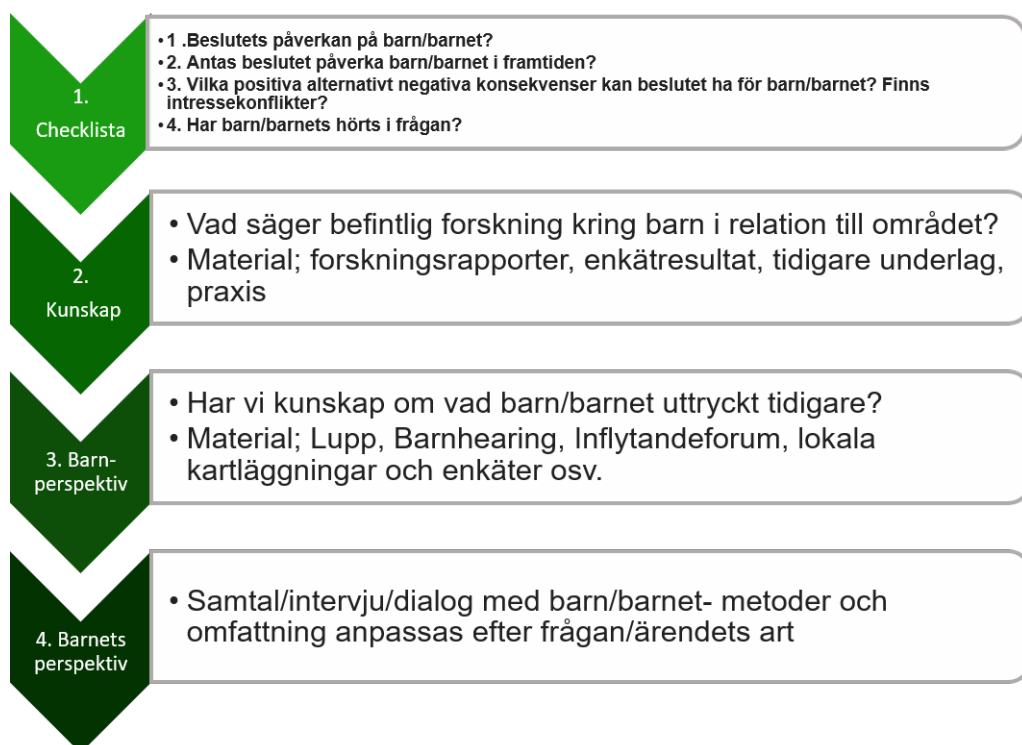 1.
Checklista
• 1 .Beslutets påverkan på barn/barnet?
• 2. Antas beslutet påverka barn/barnet i framtiden?
• 3. Vilka positiva alternativt negativa konsekvenser kan beslutet ha för barn/barnet? Finns
intressekonflikter?
• 4. Har barn/barnets hörts i frågan?
2.
Kunskap
• Vad säger befintlig forskning kring barn i relation till området?
• Material; forskningsrapporter, enkätresultat, tidigare underlag,
praxis
3. Barn-
perspektiv
• Har vi kunskap om vad barn/barnet uttryckt tidigare?
• Material; Lupp, Barnhearing, Inflytandeforum, lokala
kartläggningar och enkäter osv.
4. Barnets
perspektiv
• Samtal/intervju/dialog med barn/barnet- metoder och
omfattning anpassas efter frågan/ärendets art